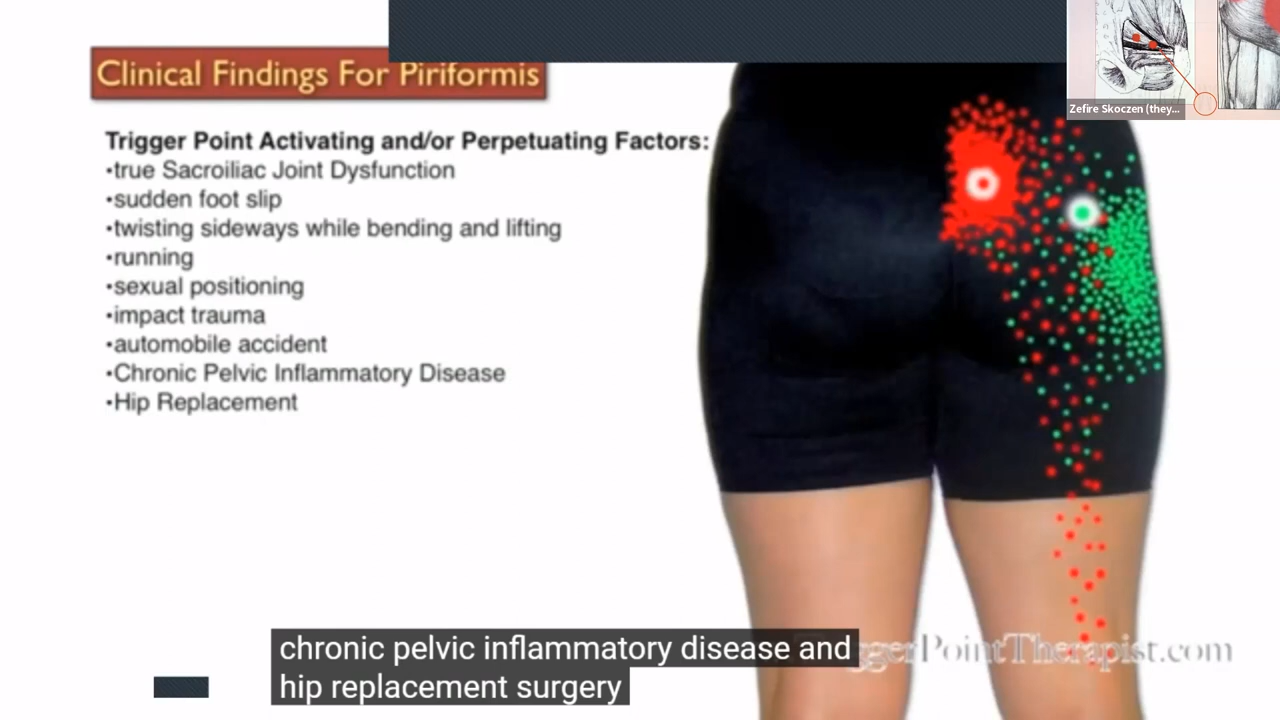 Clinical Findings For Piriformis
Zefire Skoczen (they...
Trigger Point Activating and/or Perpetuating Factors:
•true Sacroiliac Joint Dysfunction
•sudden foot slip
•twisting sideways while bending and lifting
•running
•sexual positioning
•impact trauma
•automobile accident
•Chronic Pelvic Inflammatory Disease
•Hip Replacement
chronic pelvic inflammatory disease and
ggerPointTherapist.com
hip replacement surgery